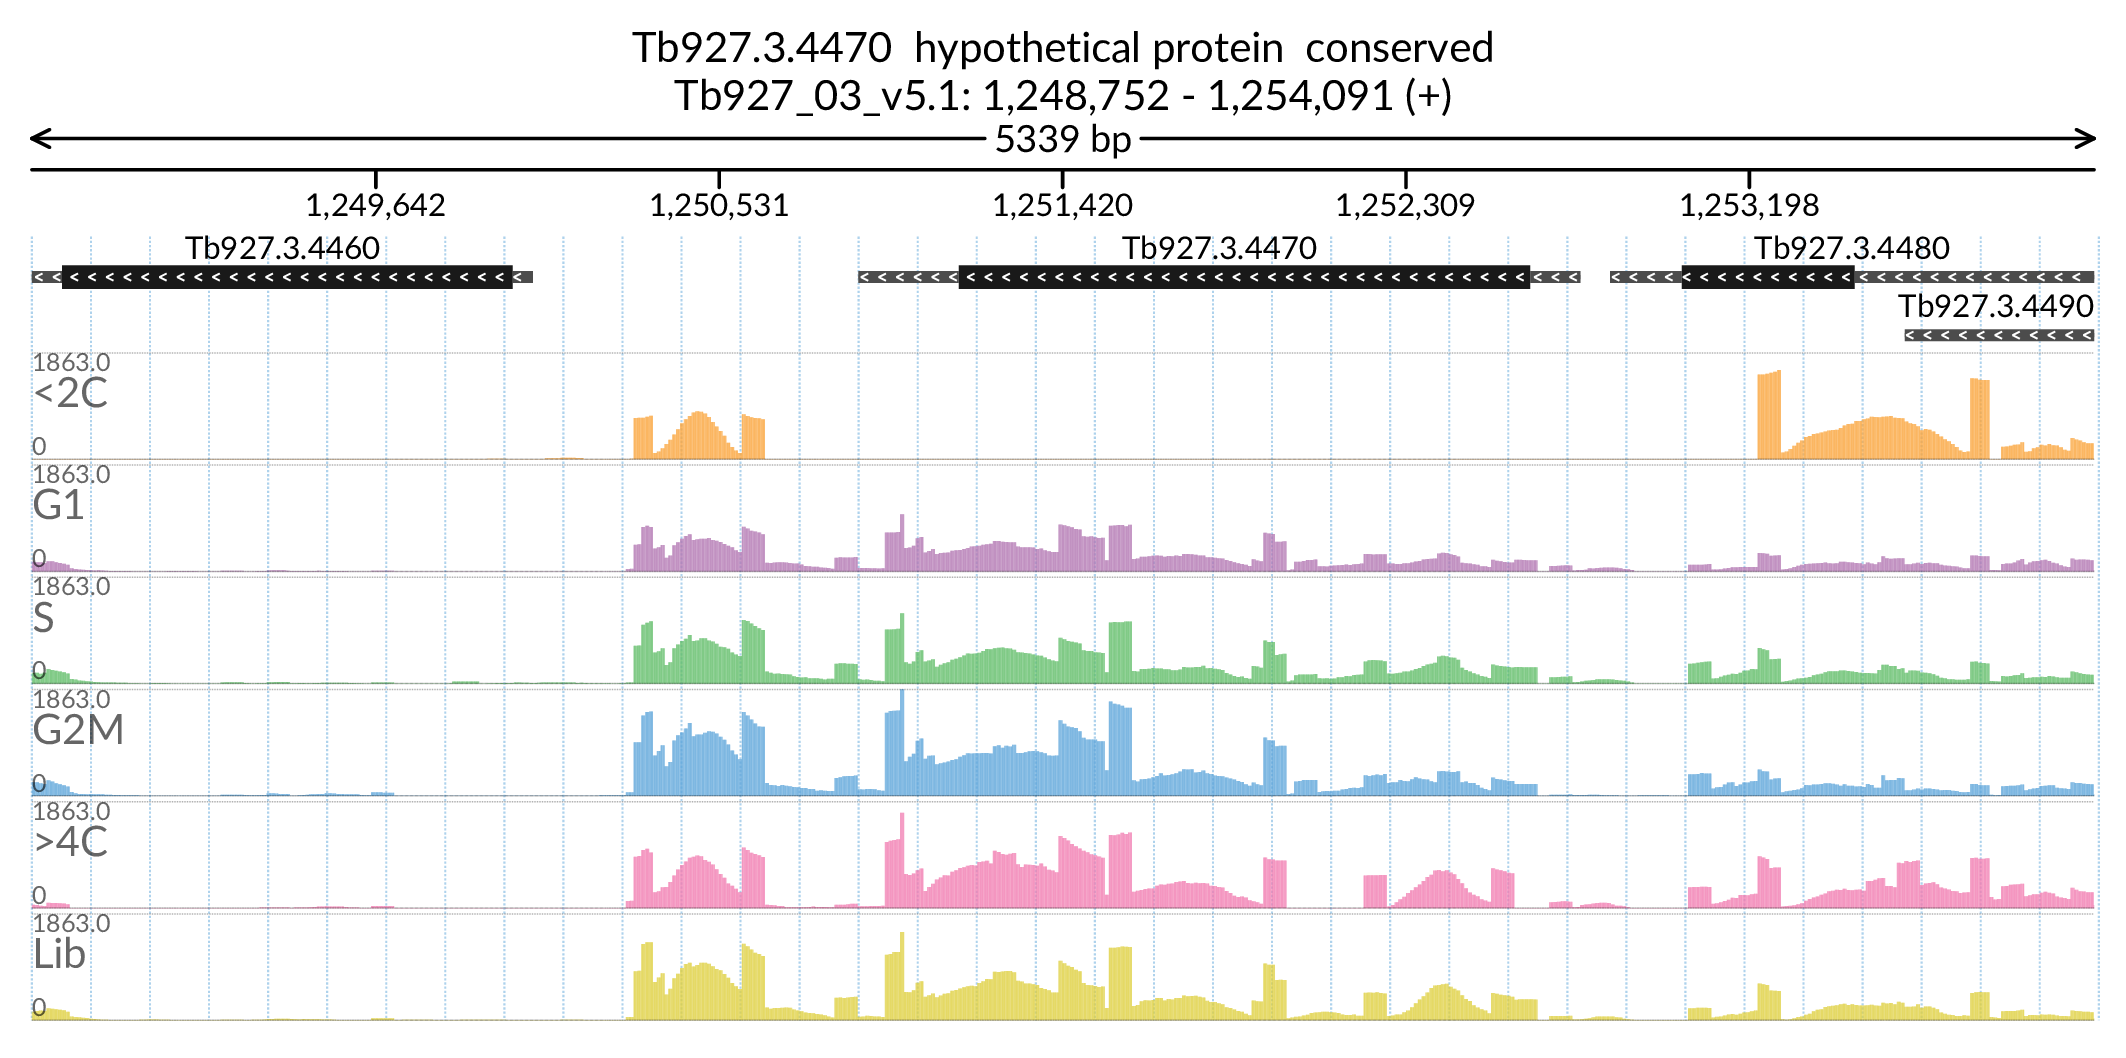 Tb927.3.4470  hypothetical protein  conserved
Tb927_03_v5.1: 1,248,752 - 1,254,091 (+)
5339 bp
1,249,642 1,250,531 1,251,420 1,252,309 1,253,198
Tb927.3.4460 Tb927.3.4470 Tb927.3.4480
Tb927.3.4490
1863.0
<2C
0
1863.0
G1
0
1863.0
S
0
1863.0
G2M
0
1863.0
>4C
0
1863.0
Lib
0